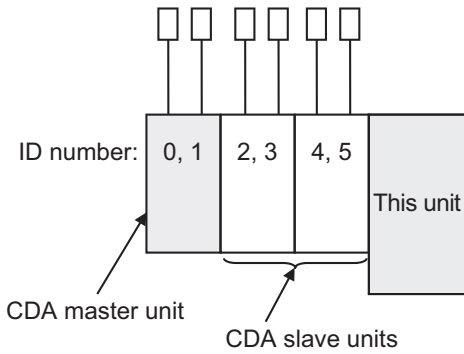 ID number: 0, 1 2, 3 4, 5
This unit
CDA master unit
CDA slave units